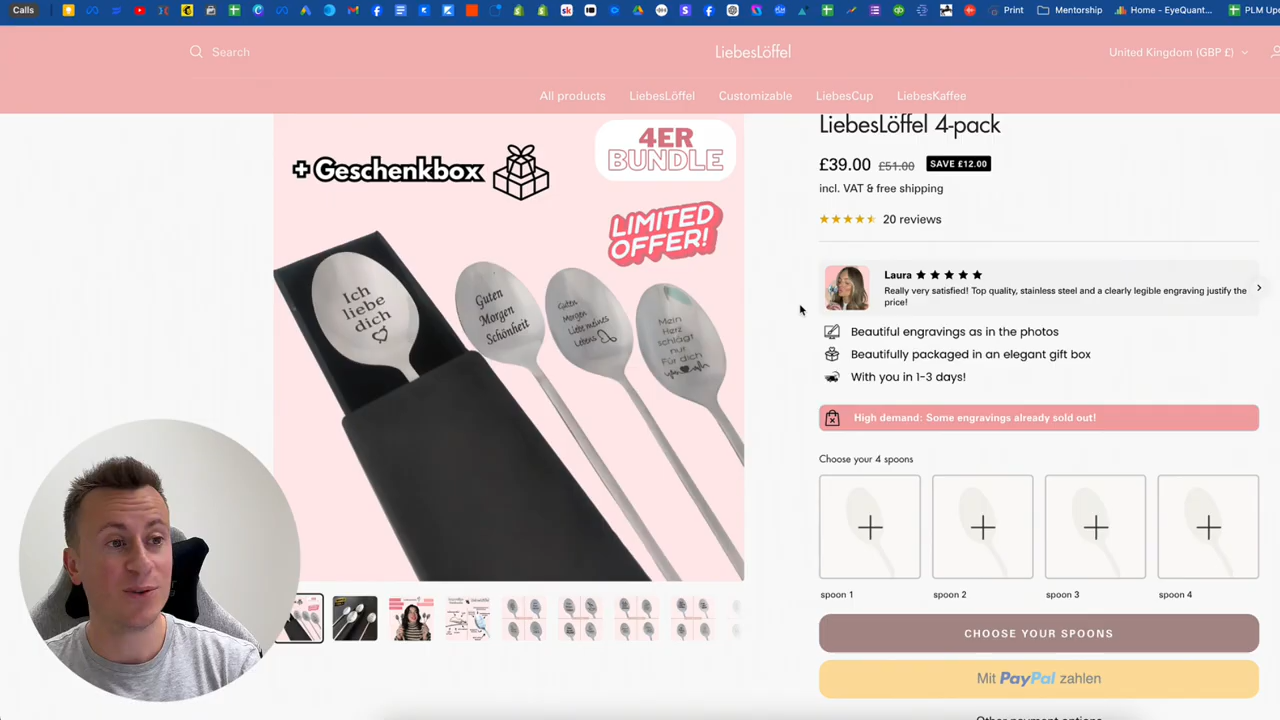 Calls
Print
Mentorship
Home - EyeQuant...
PLM Up
Search
LiebesLöffel
United Kingdom (GBP £)
All products
LiebesLöffel
Customizable
LiebesCup
LiebesKaffee
+ Geschenkbox
4ER
BUNDLE
LIMITED
OFFER!
Ich
liebe
dich
Guten
Morgen
Schönheit
Guten
Morgen
Liebe meines
Lebens
Mein
Herz
schlägt
nur
Für dich
LiebesLöffel 4-pack
£39.00 £51.00 SAVE £12.00
incl. VAT & free shipping
20 reviews
Laura
Really very satisfied! Top quality, stainless steel and a clearly legible engraving justify the
price!
Beautiful engravings as in the photos
Beautifully packaged in an elegant gift box
With you in 1-3 days!
High demand: Some engravings already sold out!
Choose your 4 spoons
spoon 1
spoon 2
spoon 3
spoon 4
CHOOSE YOUR SPOONS
Mit PayPal zahlen